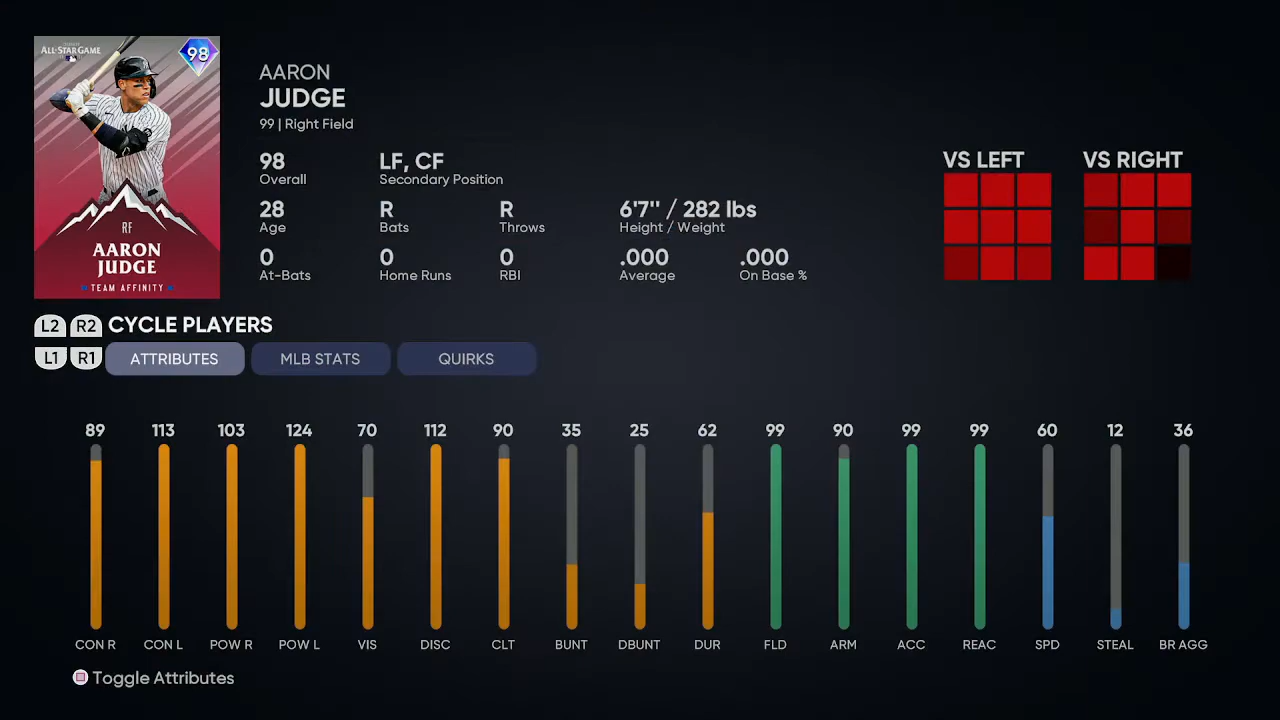 ALL-STAR GAME
98
RF
AARON
JUDGE
TEAM AFFINITY
AARON
JUDGE
99 | Right Field
98 LF, CF
Overall Secondary Position
28 R R 6'7" / 282 lbs
Age Bats Throws Height / Weight
0 0 0 .000 .000
At-Bats Home Runs RBI Average On Base %
VS LEFT VS RIGHT
L2 R2 CYCLE PLAYERS
L1 R1 ATTRIBUTES MLB STATS QUIRKS
89 113 103 124 70 112 90 35 25 62 99 90 99 99 60 12 36
CON R CON L POW R POW L VIS DISC CLT BUNT DBUNT DUR FLD ARM ACC REAC SPD STEAL BR AGG
Toggle Attributes